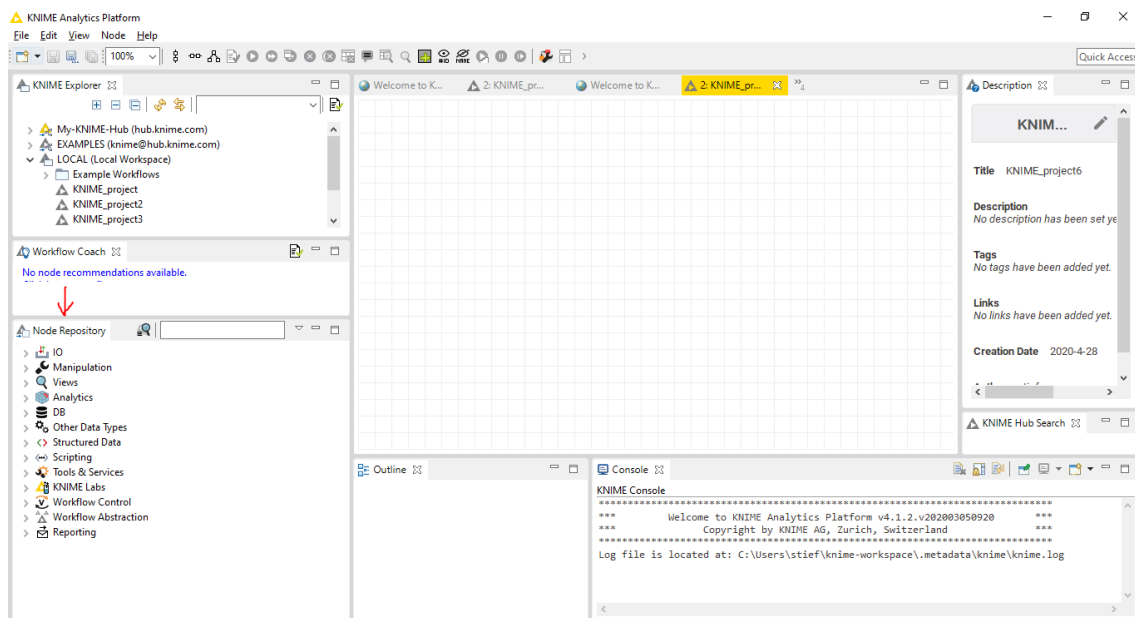 KNIME Analytics Platform
File Edit View Node Help
100%
Quick Access
KNIME Explorer
My-KNIME-Hub (hub.knime.com)
EXAMPLES (knime@hub.knime.com)
LOCAL (Local Workspace)
Example Workflows
KNIME_project
KNIME_project2
KNIME_project3
Workflow Coach
No node recommendations available.
Node Repository
IO
Manipulation
Views
Analytics
DB
Other Data Types
Structured Data
Scripting
Tools & Services
KNIME Labs
Workflow Control
Workflow Abstraction
Reporting
Welcome to K... 2: KNIME_pr... Welcome to K... 2: KNIME_pr... 4
Outline
Console
KNIME Console
********************************************************************************
*** Welcome to KNIME Analytics Platform v4.1.2.v202003050920 ***
*** Copyright by KNIME AG, Zurich, Switzerland ***
********************************************************************************
Log file is located at: C:\Users\stief\knime-workspace\.metadata\knime\knime.log
Description
KNIM...
Title KNIME_project6
Description
No description has been set ye
Tags
No tags have been added yet.
Links
No links have been added yet.
Creation Date 2020-4-28
KNIME Hub Search